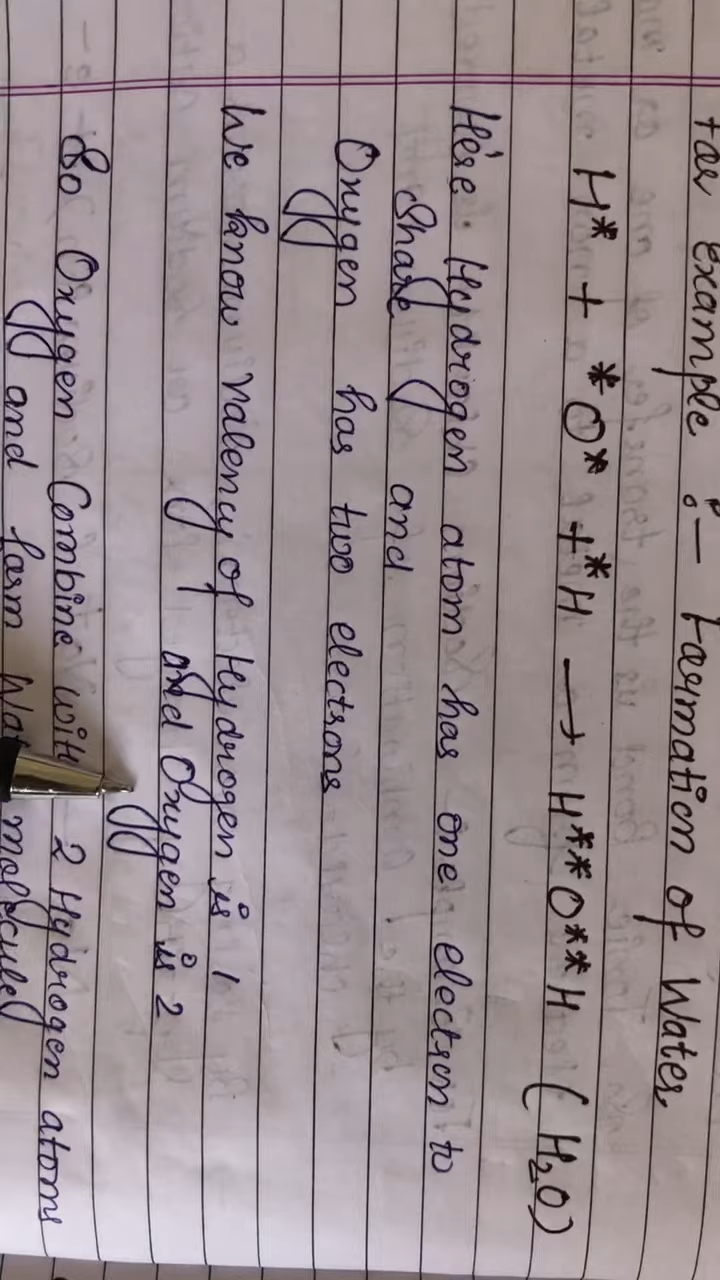 For example :- Formation of Water
H* + *O* + *H → H**O**H (H₂O)
Here Hydrogen atom has one electron to
share and
Oxygen has two electrons
We know valency of Hydrogen is 1
and Oxygen is 2
So Oxygen Combine with 2 Hydrogen atoms
and form molecule